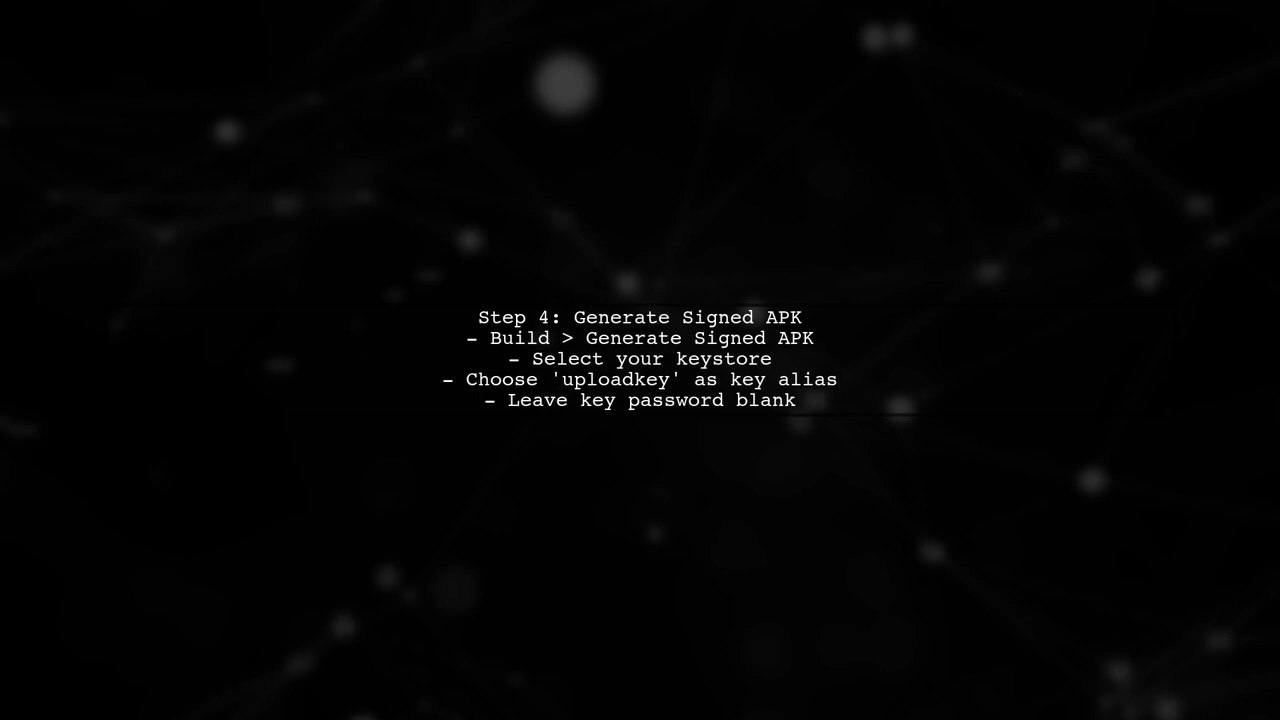 Step 4: Generate Signed APK
- Build > Generate Signed APK
- Select your keystore
- Choose 'uploadkey' as key alias
- Leave key password blank